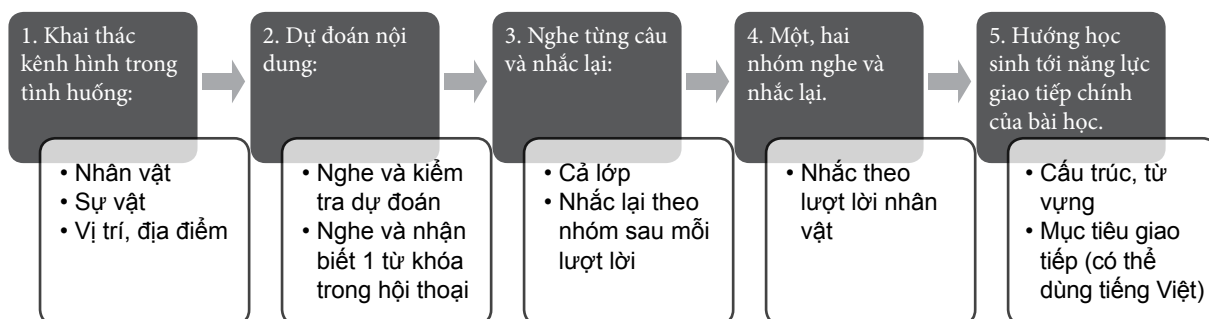 1. Khai thác
kênh hình trong
tình huống:
• Nhân vật
• Sự vật
• Vị trí, địa điểm
2. Dự đoán nội
dung:
• Nghe và kiểm
tra dự đoán
• Nghe và nhận
biết 1 từ khóa
trong hội thoại
3. Nghe từng câu
và nhắc lại:
• Cả lớp
• Nhắc lại theo
nhóm sau mỗi
lượt lời
4. Một, hai
nhóm nghe và
nhắc lại.
• Nhắc theo
lượt lời nhân
vật
5. Hướng học
sinh tới năng lực
giao tiếp chính
của bài học.
• Cấu trúc, từ
vựng
• Mục tiêu giao
tiếp (có thể
dùng tiếng Việt)